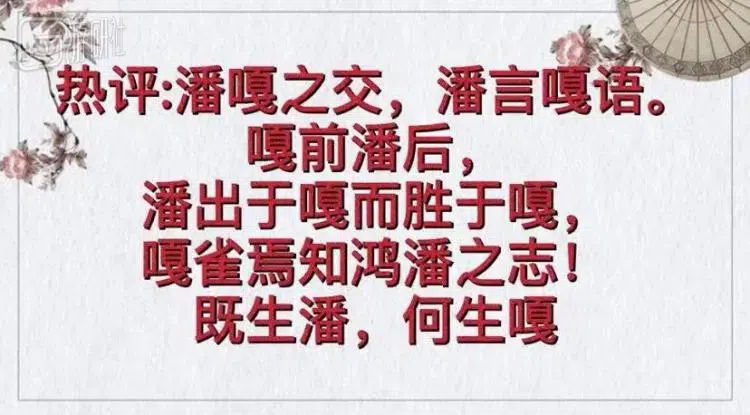 热评:潘嘎之交，潘言嘎语。
嘎前潘后，
潘出于嘎而胜于嘎，
嘎雀焉知鸿潘之志！
既生潘，何生嘎